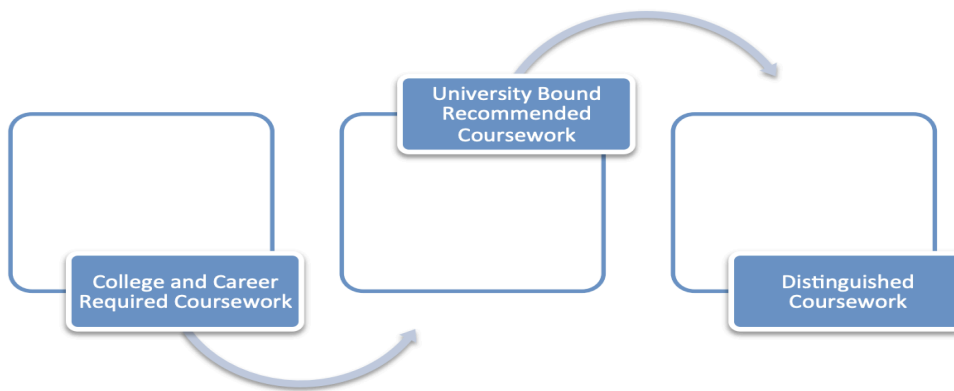 College and Career
Required Coursework
University Bound
Recommended
Coursework
Distinguished
Coursework